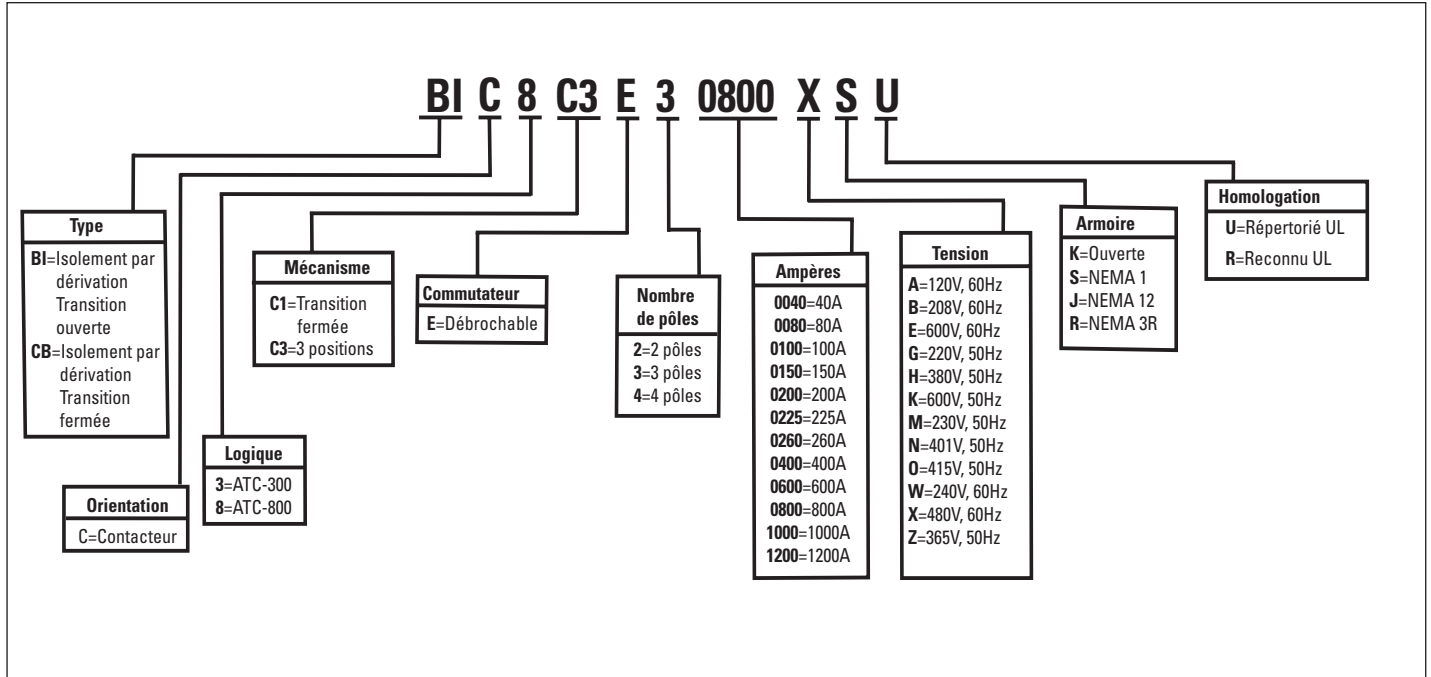 BI C 8 C3 E 3 0800 X S U
Type
BI=Isolement par
dérivation
Transition
ouverte
CB=Isolement par
dérivation
Transition
fermée
Orientation
C=Contacteur
Logique
3=ATC-300
8=ATC-800
Mécanisme
C1=Transition
fermée
C3=3 positions
Commutateur
E=Débrochable
Nombre
de pôles
2=2 pôles
3=3 pôles
4=4 pôles
Ampères
0040=40A
0080=80A
0100=100A
0150=150A
0200=200A
0225=225A
0260=260A
0400=400A
0600=600A
0800=800A
1000=1000A
1200=1200A
Tension
A=120V, 60Hz
B=208V, 60Hz
E=600V, 60Hz
G=220V, 50Hz
H=380V, 50Hz
K=600V, 50Hz
M=230V, 50Hz
N=401V, 50Hz
O=415V, 50Hz
W=240V, 60Hz
X=480V, 60Hz
Z=365V, 50Hz
Armoire
K=Ouverte
S=NEMA 1
J=NEMA 12
R=NEMA 3R
Homologation
U=Répertorié UL
R=Reconnu UL